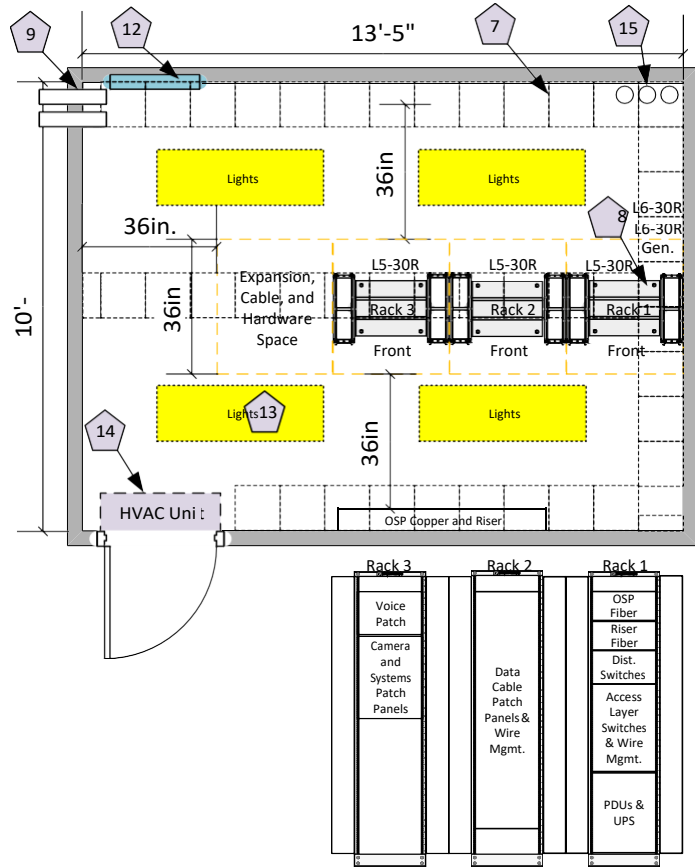 9
12
13'-5"
7
15
Lights
Lights
36in
36in.
8
L6-30R
L6-30R
Gen.
L5-30R
L5-30R
L5-30R
Expansion,
Cable, and
Hardware
Space
36in
10'-
Rack 3
Rack 2
Rack 1
Front
Front
Front
Lights
13
Lights
36in
14
HVAC Unit
OSP Copper and Riser
Rack 3
Rack 2
Rack 1
Voice
Patch
Camera
and
Systems
Patch
Panels
Data
Cable
Patch
Panels &
Wire
Mgmt.
OSP
Fiber
Riser
Fiber
Dist.
Switches
Access
Layer
Switches
& Wire
Mgmt.
PDUs &
UPS